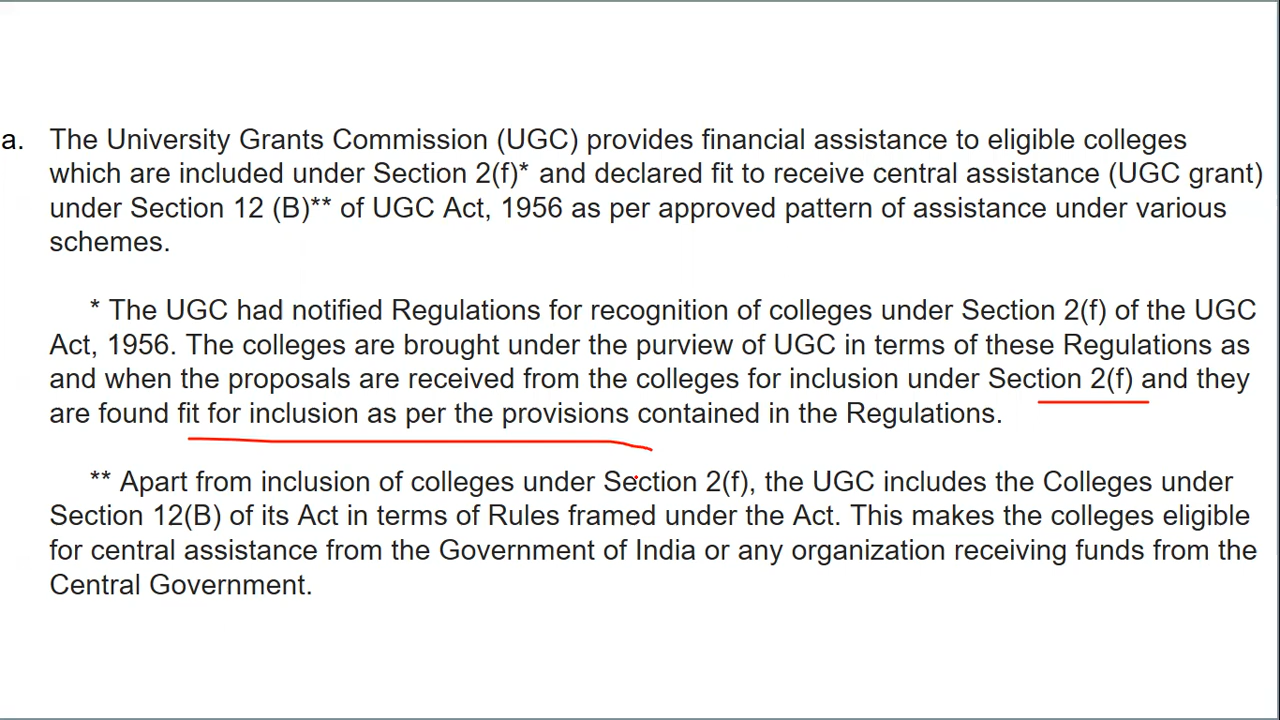 a. The University Grants Commission (UGC) provides financial assistance to eligible colleges
which are included under Section 2(f)* and declared fit to receive central assistance (UGC grant)
under Section 12 (B)** of UGC Act, 1956 as per approved pattern of assistance under various
schemes.
* The UGC had notified Regulations for recognition of colleges under Section 2(f) of the UGC
Act, 1956. The colleges are brought under the purview of UGC in terms of these Regulations as
and when the proposals are received from the colleges for inclusion under Section 2(f) and they
are found fit for inclusion as per the provisions contained in the Regulations.
** Apart from inclusion of colleges under Section 2(f), the UGC includes the Colleges under
Section 12(B) of its Act in terms of Rules framed under the Act. This makes the colleges eligible
for central assistance from the Government of India or any organization receiving funds from the
Central Government.